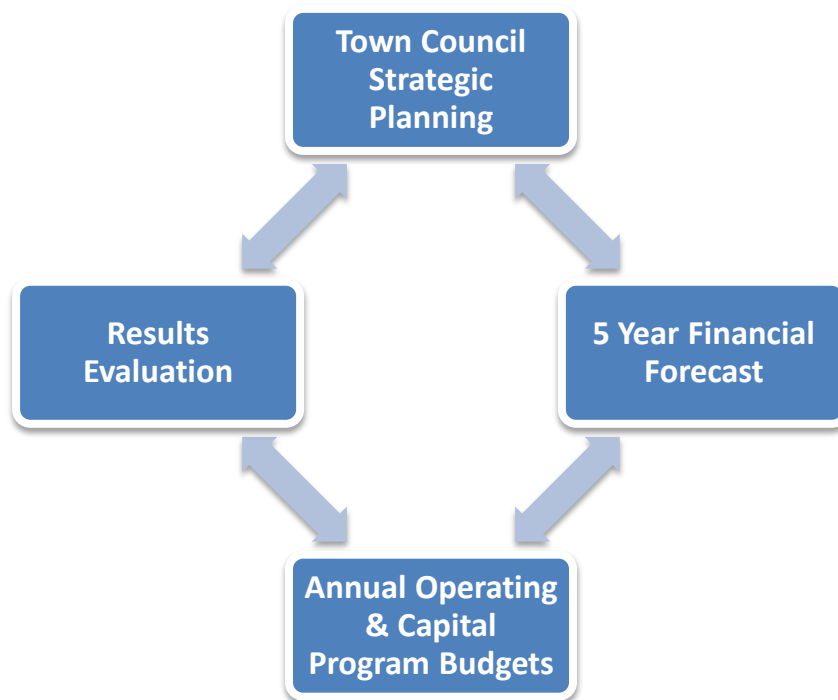 Town Council
Strategic
Planning
Results
Evaluation
5 Year Financial
Forecast
Annual Operating
& Capital
Program Budgets